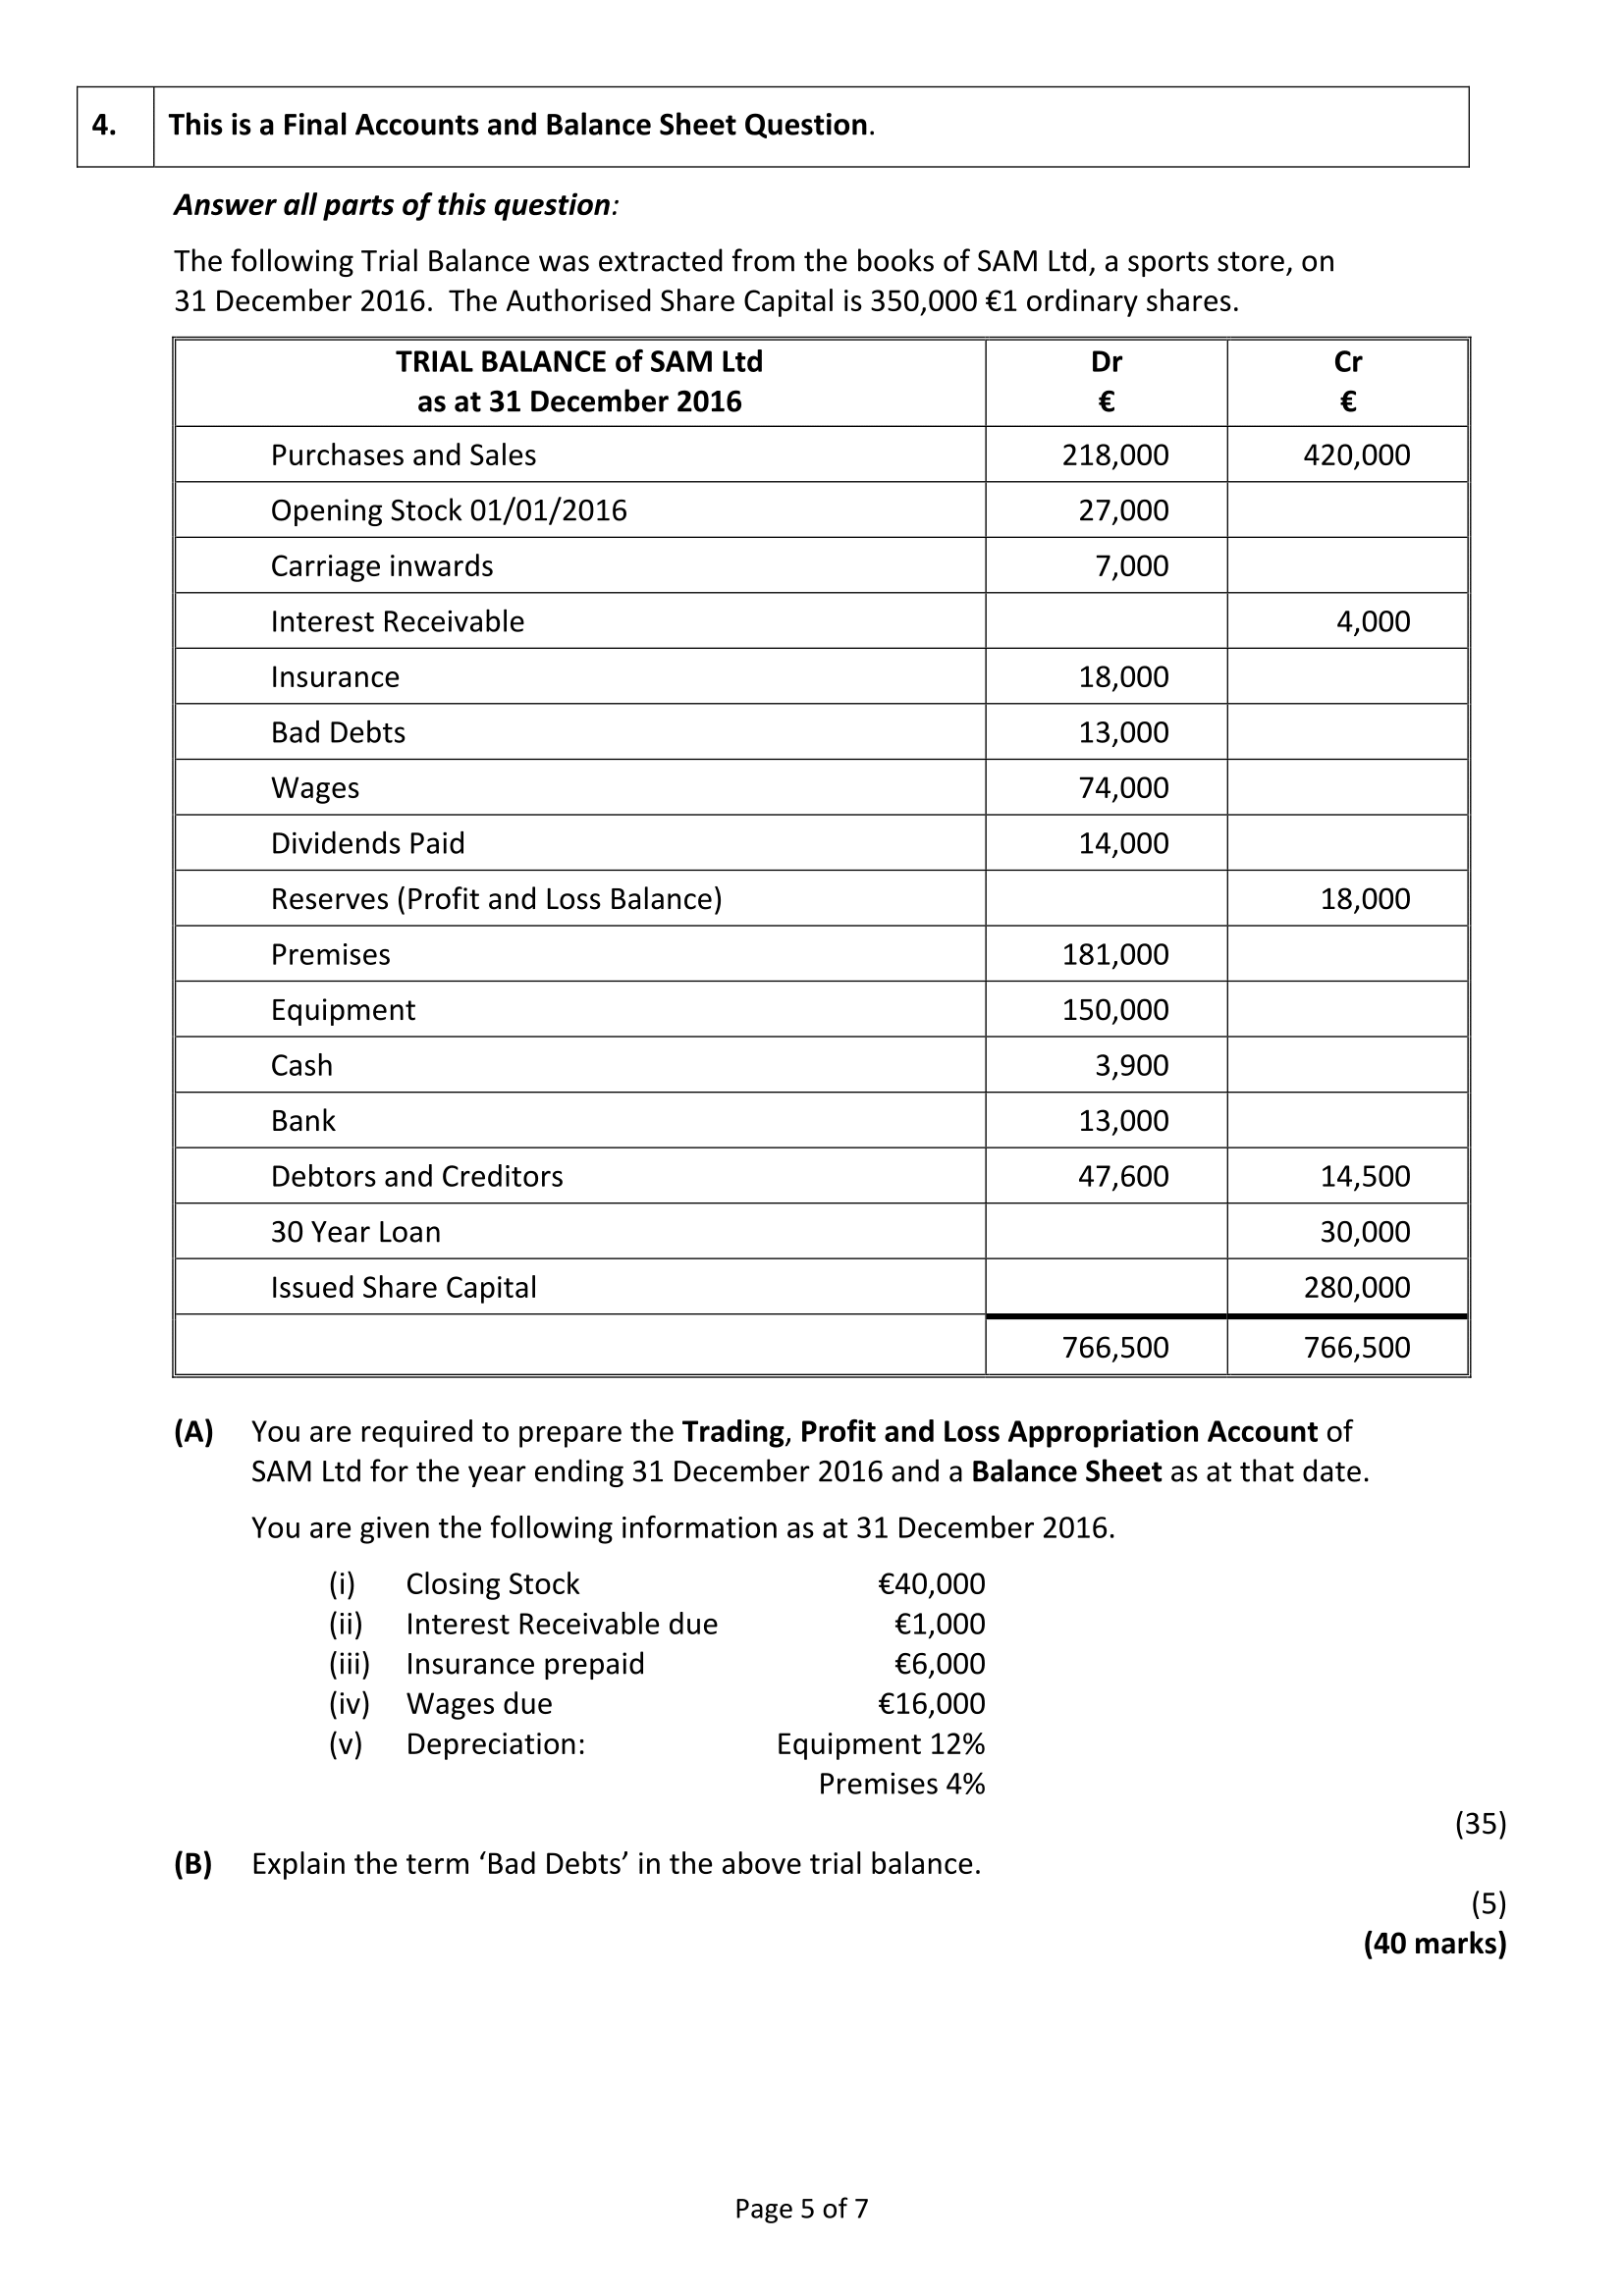 4. This is a Final Accounts and Balance Sheet Question.
Answer all parts of this question:
The following Trial Balance was extracted from the books of SAM Ltd, a sports store, on
31 December 2016. The Authorised Share Capital is 350,000 €1 ordinary shares.
TRIAL BALANCE of SAM Ltd Dr Cr
as at 31 December 2016 € €
Purchases and Sales 218,000 420,000
Opening Stock 01/01/2016 27,000
Carriage inwards 7,000
Interest Receivable 4,000
Insurance 18,000
Bad Debts 13,000
Wages 74,000
Dividends Paid 14,000
Reserves (Profit and Loss Balance) 18,000
Premises 181,000
Equipment 150,000
Cash 3,900
Bank 13,000
Debtors and Creditors 47,600 14,500
30 Year Loan 30,000
Issued Share Capital 280,000
766,500 766,500
(A) You are required to prepare the Trading, Profit and Loss Appropriation Account of
SAM Ltd for the year ending 31 December 2016 and a Balance Sheet as at that date.
You are given the following information as at 31 December 2016.
(i) Closing Stock €40,000
(ii) Interest Receivable due €1,000
(iii) Insurance prepaid €6,000
(iv) Wages due €16,000
(v) Depreciation: Equipment 12%
Premises 4%
(35)
(B) Explain the term ‘Bad Debts’ in the above trial balance.
(5)
(40 marks)
Page 5 of 7